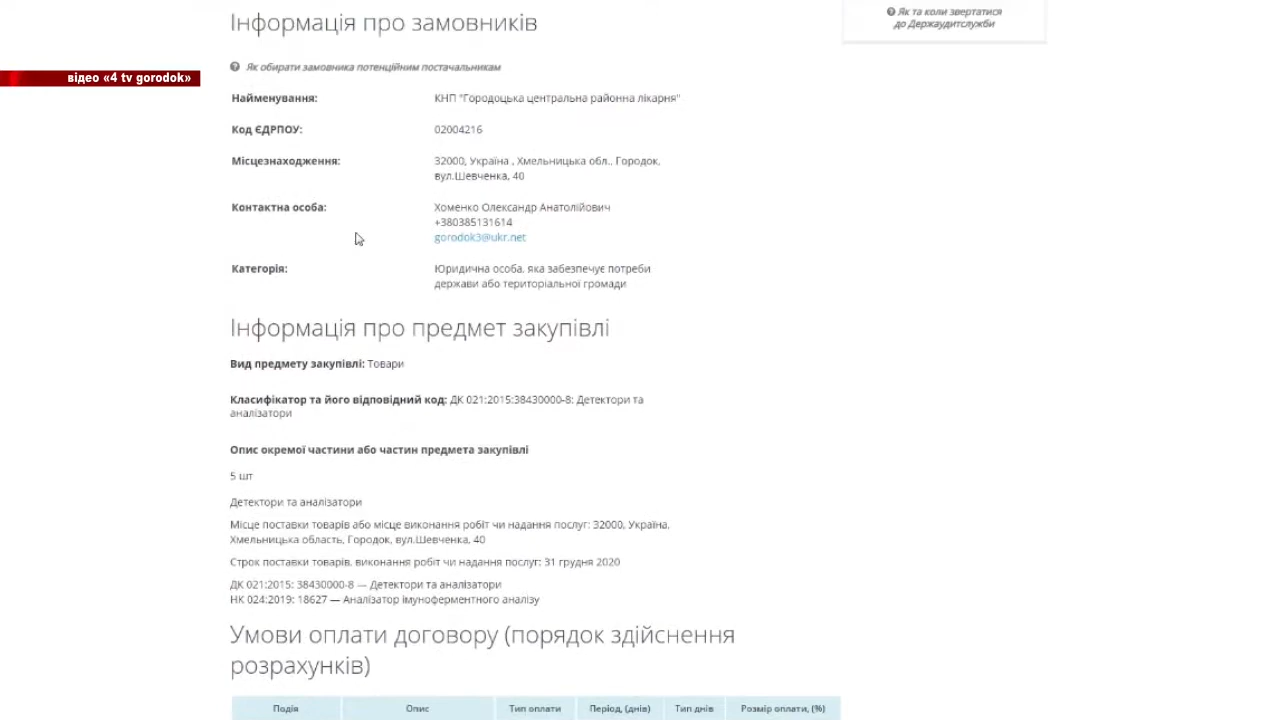 Інформація про замовників
Як та коли звертатися
до Держаудитслужби
Як обирати замовника потенційним постачальникам
відео «4 tv gorodok»
Найменування: КНП "Городоцька центральна районна лікарня"
Код ЄДРПОУ: 02004216
Місцезнаходження: 32000, Україна , Хмельницька обл., Городок,
вул.Шевченка, 40
Контактна особа: Хоменко Олександр Анатолійович
+380385131614
gorodok3@ukr.net
Категорія: Юридична особа, яка забезпечує потреби
держави або територіальної громади
Інформація про предмет закупівлі
Вид предмету закупівлі: Товари
Класифікатор та його відповідний код: ДК 021:2015:38430000-8: Детектори та
аналізатори
Опис окремої частини або частин предмета закупівлі
5 шт
Детектори та аналізатори
Місце поставки товарів або місце виконання робіт чи надання послуг: 32000, Україна,
Хмельницька область, Городок, вул.Шевченка, 40
Строк поставки товарів, виконання робіт чи надання послуг: 31 грудня 2020
ДК 021:2015: 38430000-8 — Детектори та аналізатори
НК 024:2019: 18627 — Аналізатор імуноферментного аналізу
Умови оплати договору (порядок здійснення
розрахунків)
Подія Опис Тип оплати Період, (днів) Тип днів Розмір оплати, (%)